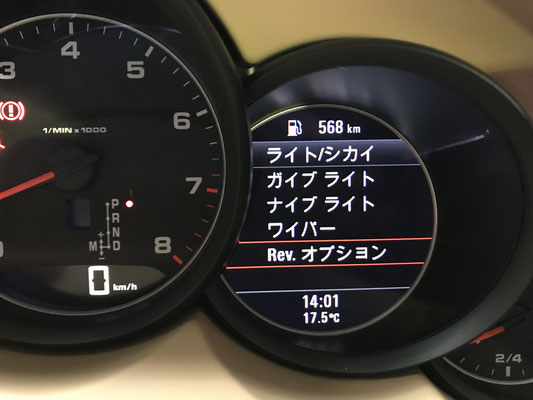 3
4
5
6
7
8
1/MIN x 1000
P
R
N
M D
+
-
0 km/h
568 km
ライト/シカイ
ガイブ ライト
ナイブ ライト
ワイパー
Rev. オプション
14:01
17.5℃
2/4